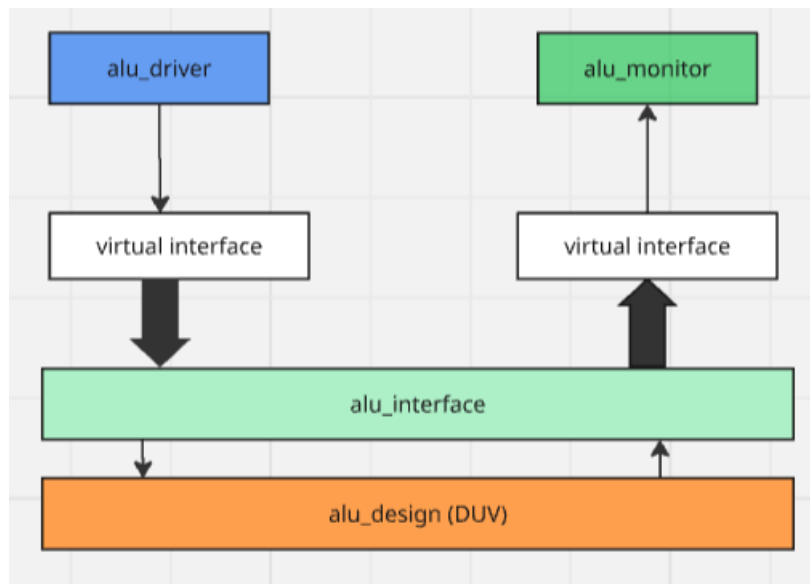 alu_driver
alu_monitor
virtual interface
virtual interface
alu_interface
alu_design (DUV)